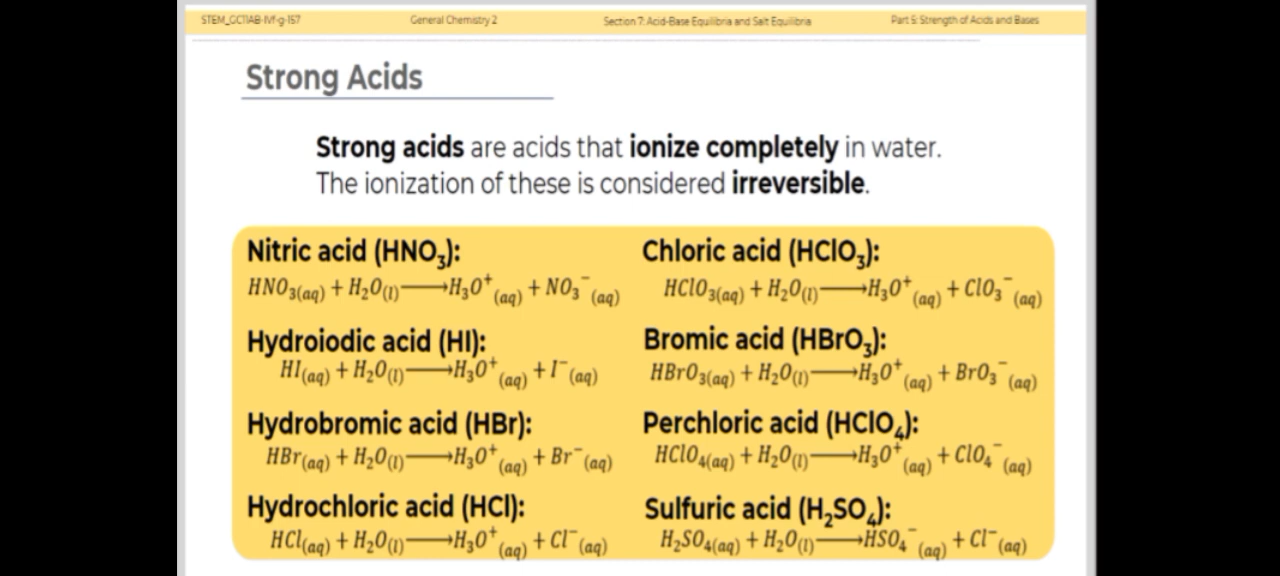 STEM_GC11AB-IVf-g-157 General Chemistry 2 Section 7: Acid-Base Equilibria and Salt Equilibria Part 5: Strength of Acids and Bases
Strong Acids
Strong acids are acids that ionize completely in water.
The ionization of these is considered irreversible.
Nitric acid (HNO₃):
HNO₃(aq) + H₂O(l) ⟶ H₃O⁺(aq) + NO₃⁻(aq)
Hydroiodic acid (HI):
HI(aq) + H₂O(l) ⟶ H₃O⁺(aq) + I⁻(aq)
Hydrobromic acid (HBr):
HBr(aq) + H₂O(l) ⟶ H₃O⁺(aq) + Br⁻(aq)
Hydrochloric acid (HCl):
HCl(aq) + H₂O(l) ⟶ H₃O⁺(aq) + Cl⁻(aq)
Chloric acid (HClO₃):
HClO₃(aq) + H₂O(l) ⟶ H₃O⁺(aq) + ClO₃⁻(aq)
Bromic acid (HBrO₃):
HBrO₃(aq) + H₂O(l) ⟶ H₃O⁺(aq) + BrO₃⁻(aq)
Perchloric acid (HClO₄):
HClO₄(aq) + H₂O(l) ⟶ H₃O⁺(aq) + ClO₄⁻(aq)
Sulfuric acid (H₂SO₄):
H₂SO₄(aq) + H₂O(l) ⟶ HSO₄⁻(aq) + Cl⁻(aq)